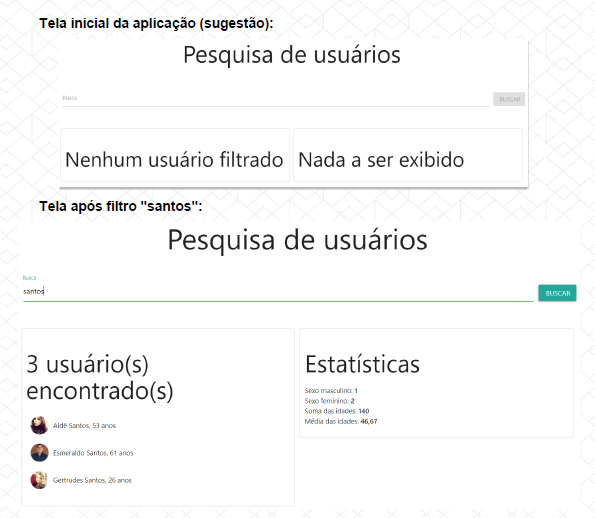 Tela inicial da aplicação (sugestão):
Pesquisa de usuários
Busca
BUSCAR
Nenhum usuário filtrado
Nada a ser exibido
Tela após filtro "santos":
Pesquisa de usuários
Busca
santos
BUSCAR
3 usuário(s)
encontrado(s)
Aidê Santos, 53 anos
Esmeraldo Santos, 61 anos
Gertrudes Santos, 26 anos
Estatísticas
Sexo masculino: 1
Sexo feminino: 2
Soma das idades: 140
Média das idades: 46,67